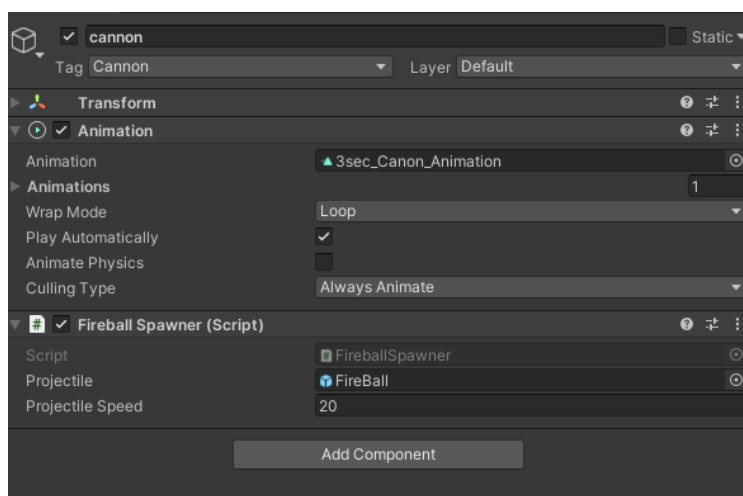 cannon Static
Tag Cannon Layer Default
Transform
Animation
Animation 3sec_Canon_Animation
Animations 1
Wrap Mode Loop
Play Automatically
Animate Physics
Culling Type Always Animate
# Fireball Spawner (Script)
Script # FireballSpawner
Projectile FireBall
Projectile Speed 20
Add Component